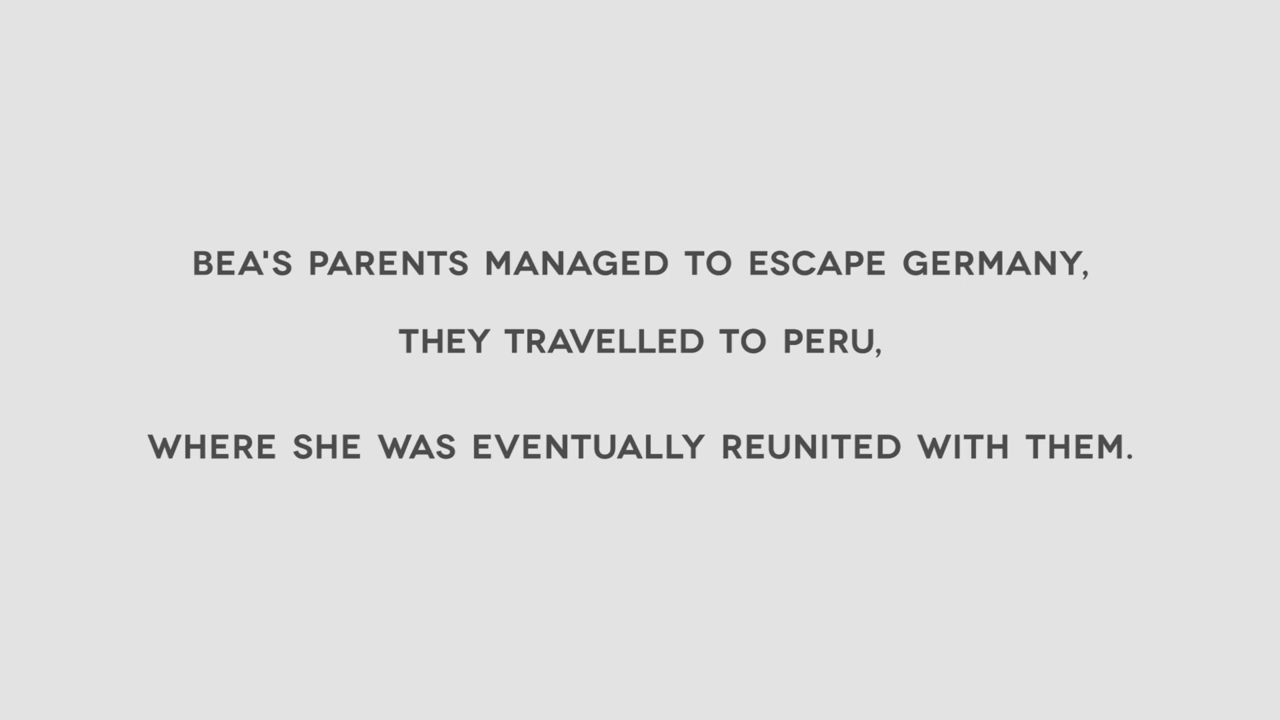 BEA'S PARENTS MANAGED TO ESCAPE GERMANY,
THEY TRAVELLED TO PERU,
WHERE SHE WAS EVENTUALLY REUNITED WITH THEM.